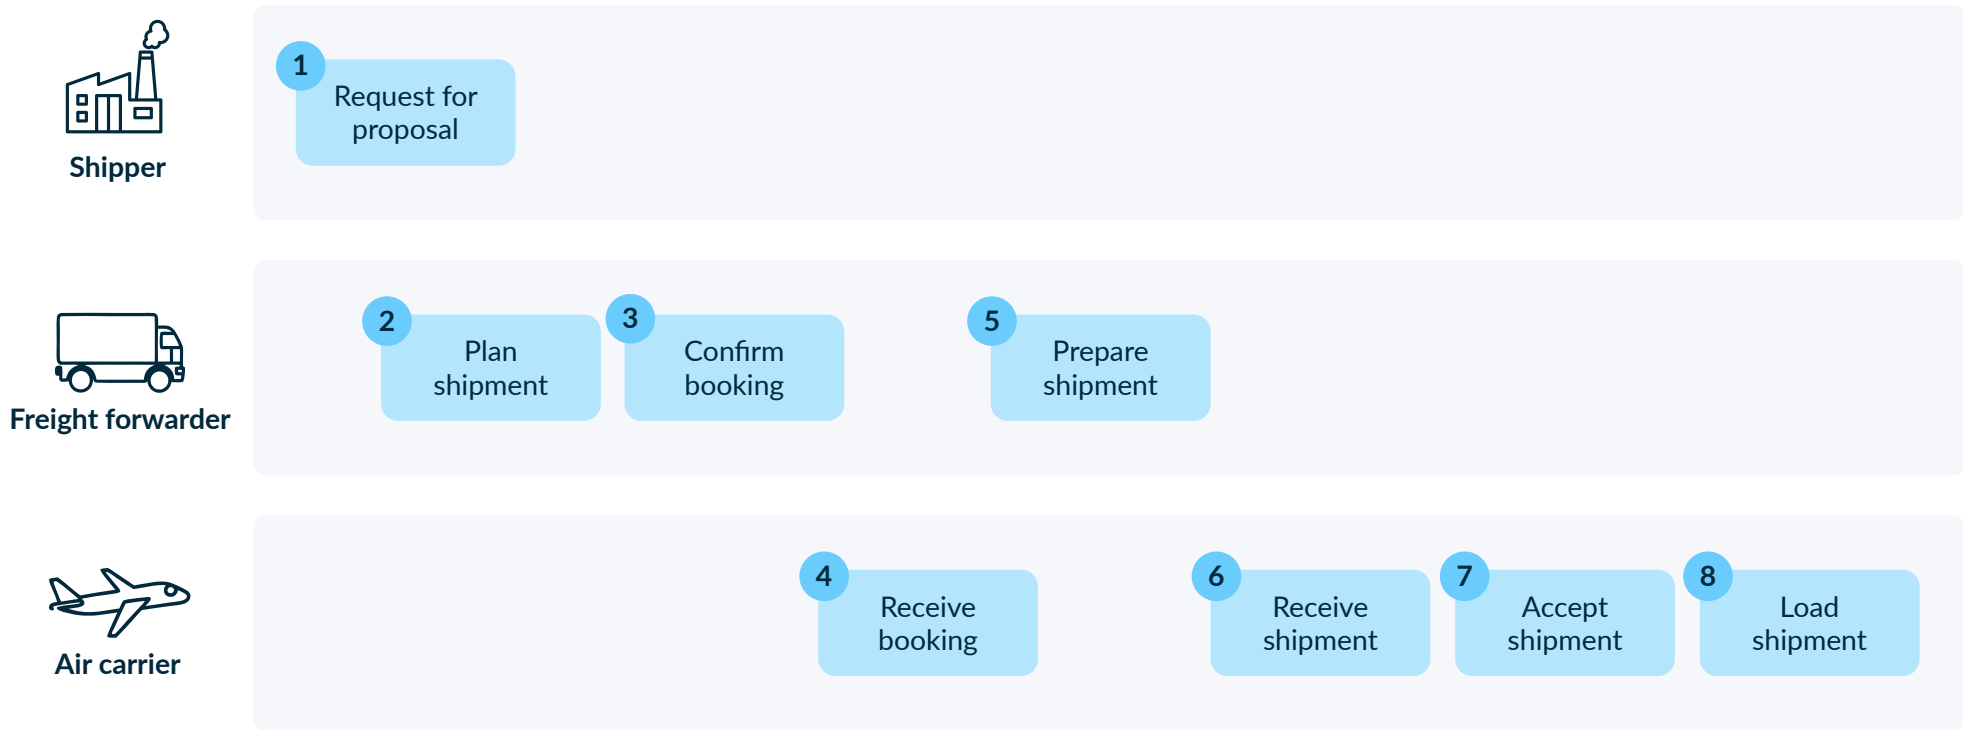 Shipper
1
Request for
proposal
Freight forwarder
2
Plan
shipment
3
Confirm
booking
5
Prepare
shipment
Air carrier
4
Receive
booking
6
Receive
shipment
7
Accept
shipment
8
Load
shipment